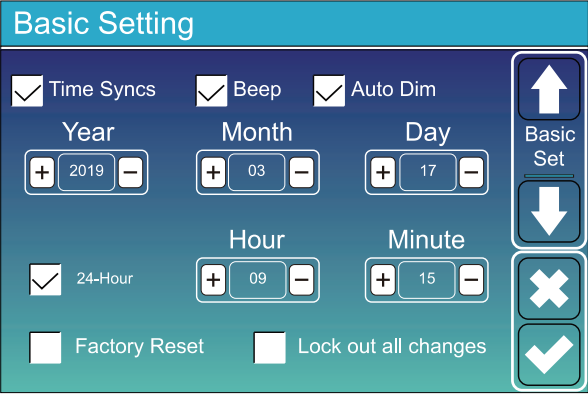 Basic Setting
Time Syncs Beep Auto Dim
Year Month Day
+ 2019 − + 03 − + 17 −
Basic
Set
Hour Minute
24-Hour + 09 − + 15 −
Factory Reset Lock out all changes